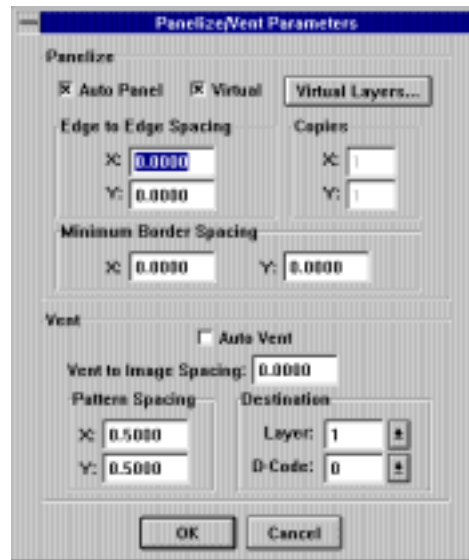 Panelize/Vent Parameters
Panelize
Auto Panel Virtual Virtual Layers...
Edge to Edge Spacing Copies
X: 0.0000 X: 1
Y: 0.0000 Y: 1
Minimum Border Spacing
X: 0.0000 Y: 0.0000
Vent
Auto Vent
Vent to Image Spacing: 0.0000
Pattern Spacing Destination
X: 0.5000 Layer: 1
Y: 0.5000 D-Code: 0
OK Cancel